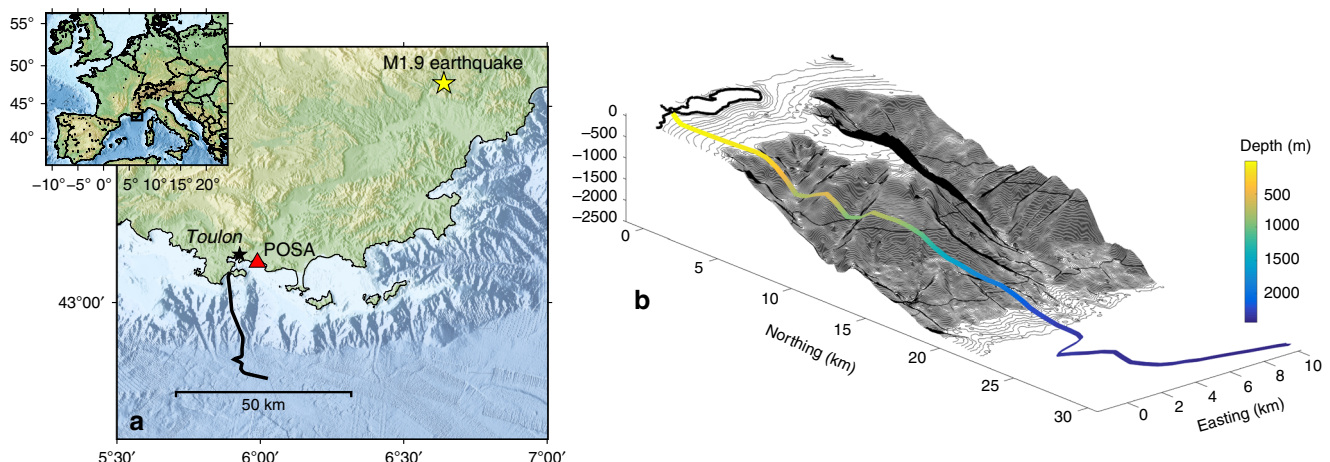 55°
50°
45°
40°
−10°−5° 0° 5° 10° 15° 20°
M1.9 earthquake
Toulon
POSA
43°00′
50 km
a
5°30′ 6°00′ 6°30′ 7°00′
0
−500
−1000
−1500
−2000
−2500
0
5
10
15
20
25
30
Northing (km)
0
2
4
6
8
10
Easting (km)
b
Depth (m)
500
1000
1500
2000